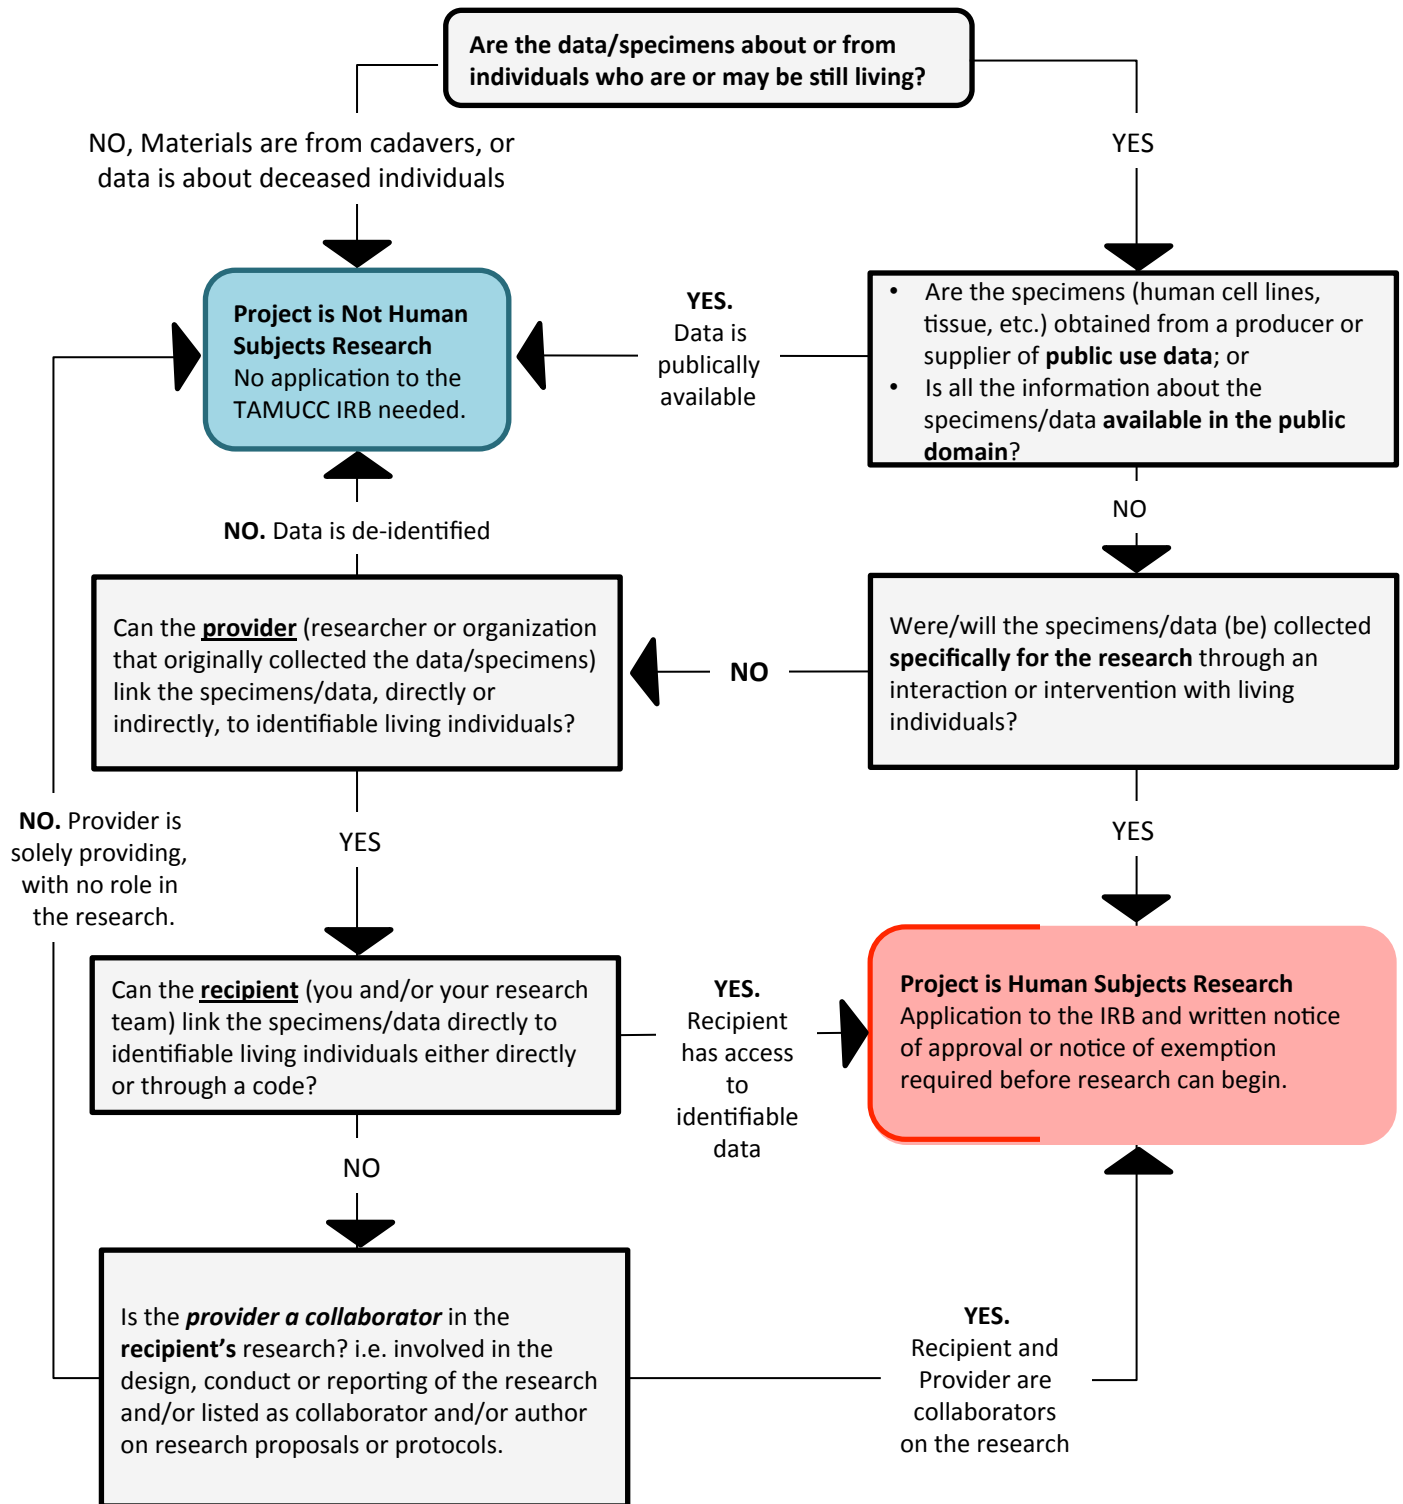 Are the data/specimens about or from
individuals who are or may be still living?
NO, Materials are from cadavers, or
data is about deceased individuals
YES
Project is Not Human
Subjects Research
No application to the
TAMUCC IRB needed.
YES.
Data is
publically
available
• Are the specimens (human cell lines,
tissue, etc.) obtained from a producer or
supplier of public use data; or
• Is all the information about the
specimens/data available in the public
domain?
NO. Data is de-identified
NO
Can the provider (researcher or organization
that originally collected the data/specimens)
link the specimens/data, directly or
indirectly, to identifiable living individuals?
NO
Were/will the specimens/data (be) collected
specifically for the research through an
interaction or intervention with living
individuals?
NO. Provider is
solely providing,
with no role in
the research.
YES
YES
Can the recipient (you and/or your research
team) link the specimens/data directly to
identifiable living individuals either directly
or through a code?
YES.
Recipient
has access
to
identifiable
data
Project is Human Subjects Research
Application to the IRB and written notice
of approval or notice of exemption
required before research can begin.
NO
Is the provider a collaborator in the
recipient's research? i.e. involved in the
design, conduct or reporting of the research
and/or listed as collaborator and/or author
on research proposals or protocols.
YES.
Recipient and
Provider are
collaborators
on the research